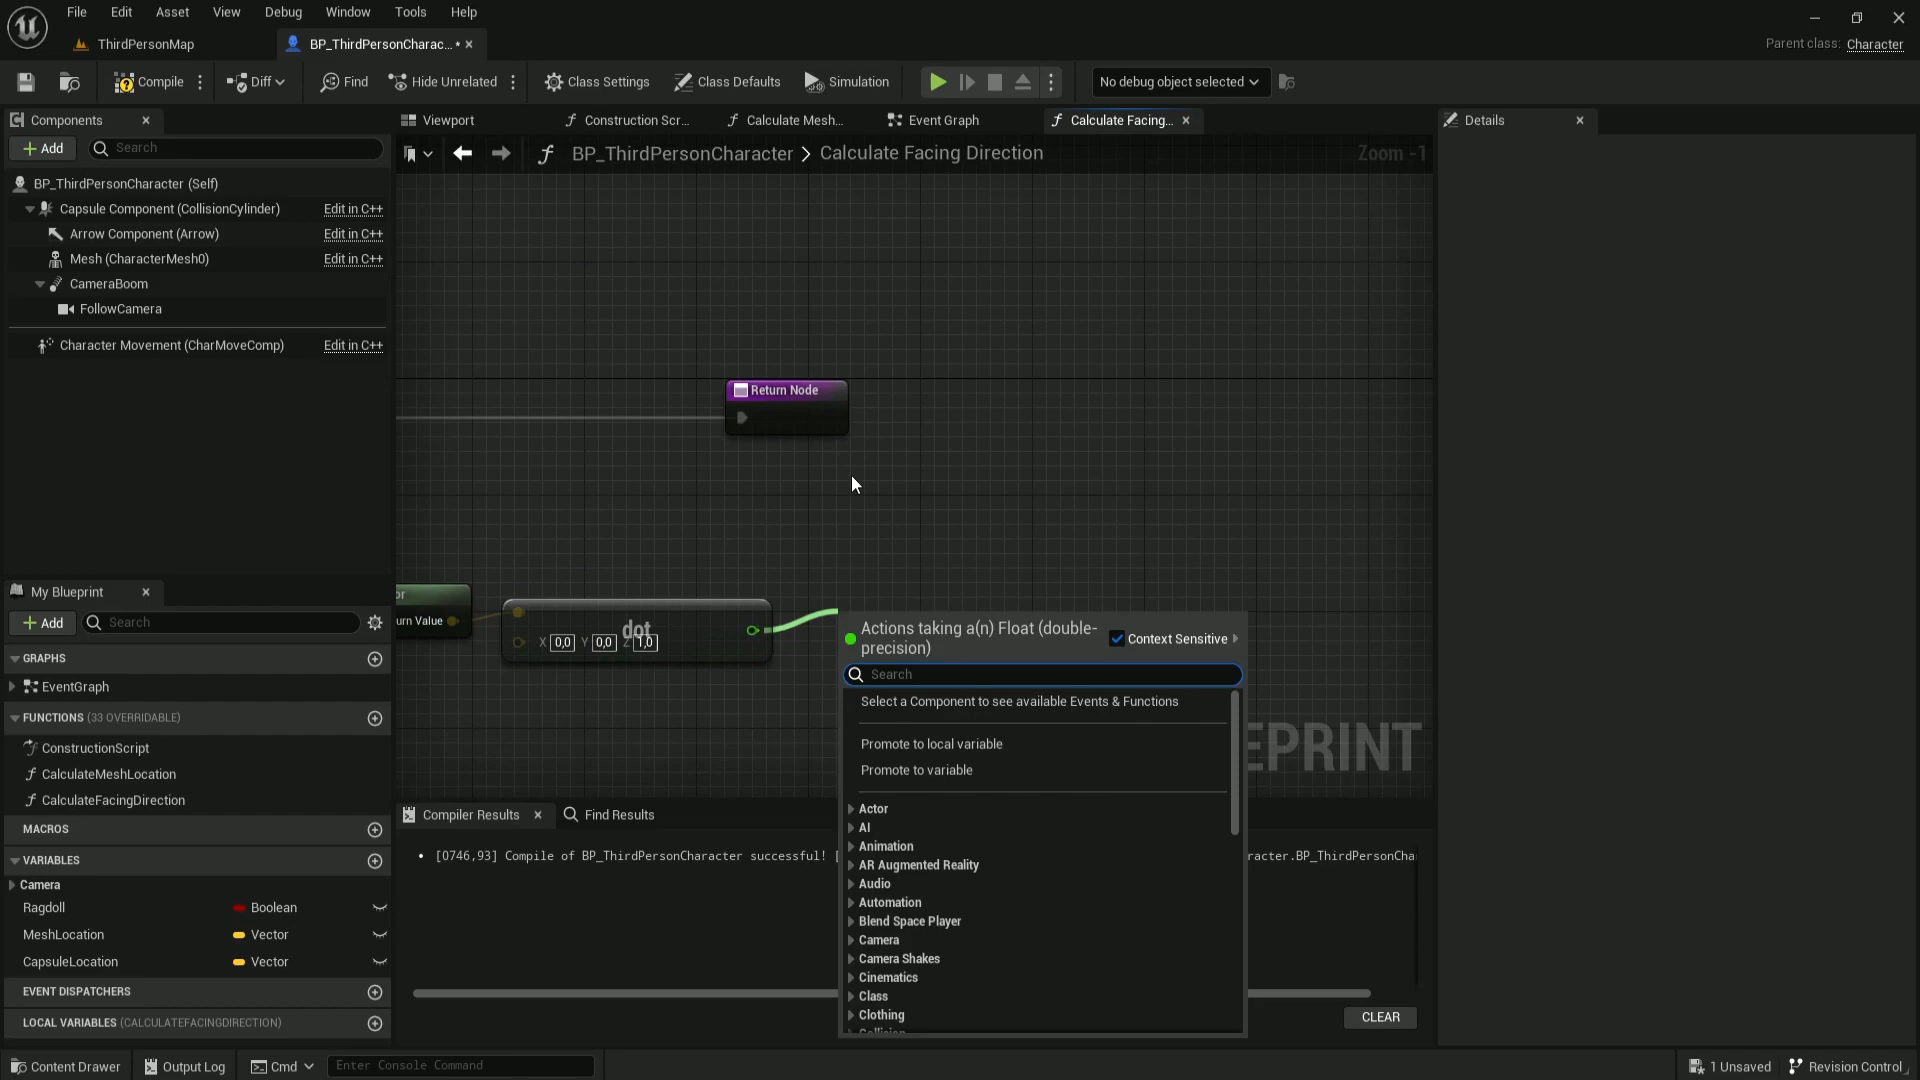 File Edit Asset View Debug Window Tools Help
ThirdPersonMap
BP_ThirdPersonCharac... •
Parent class: Character
Compile
Diff
Find
Hide Unrelated
Class Settings
Class Defaults
Simulation
No debug object selected
Components
Viewport
Construction Scr...
Calculate Mesh...
Event Graph
Calculate Facing...
Details
+ Add
Search
BP_ThirdPersonCharacter > Calculate Facing Direction
Zoom -1
BP_ThirdPersonCharacter (Self)
Capsule Component (CollisionCylinder) Edit in C++
Arrow Component (Arrow) Edit in C++
Mesh (CharacterMesh0) Edit in C++
CameraBoom
FollowCamera
Character Movement (CharMoveComp) Edit in C++
Return Node
My Blueprint
+ Add
Search
or
urn Value
dot
X 0,0 Y 0,0 Z 1,0
Actions taking a(n) Float (double-
precision)
Context Sensitive
Search
Select a Component to see available Events & Functions
Promote to local variable
Promote to variable
Actor
AI
Animation
AR Augmented Reality
Audio
Automation
Blend Space Player
Camera
Camera Shakes
Cinematics
Class
Clothing
Collision
EPRINT
GRAPHS
EventGraph
FUNCTIONS (33 OVERRIDABLE)
ConstructionScript
CalculateMeshLocation
CalculateFacingDirection
MACROS
VARIABLES
Camera
Ragdoll Boolean
MeshLocation Vector
CapsuleLocation Vector
EVENT DISPATCHERS
LOCAL VARIABLES (CALCULATEFACINGDIRECTION)
Compiler Results
Find Results
• [0746,93] Compile of BP_ThirdPersonCharacter successful! [
racter.BP_ThirdPersonCha
CLEAR
Content Drawer
Output Log
Cmd
Enter Console Command
1 Unsaved
Revision Control